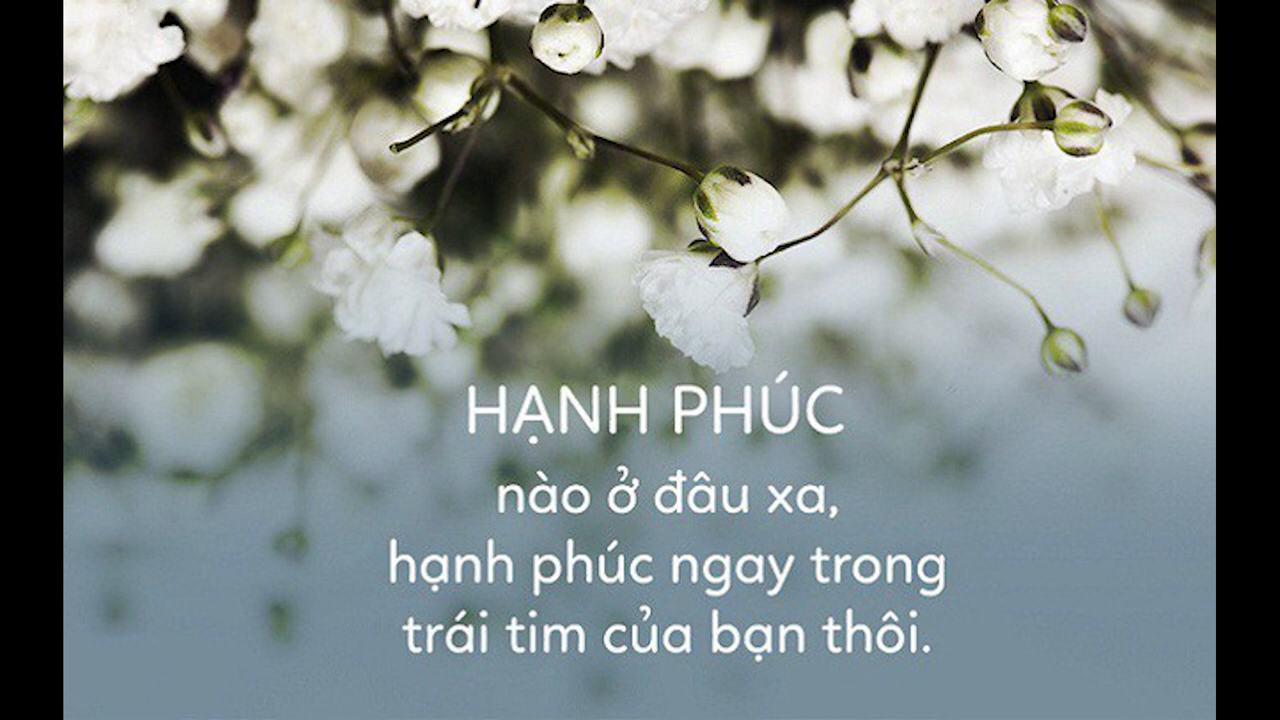 HẠNH PHÚC
nào ở đâu xa,
hạnh phúc ngay trong
trái tim của bạn thôi.